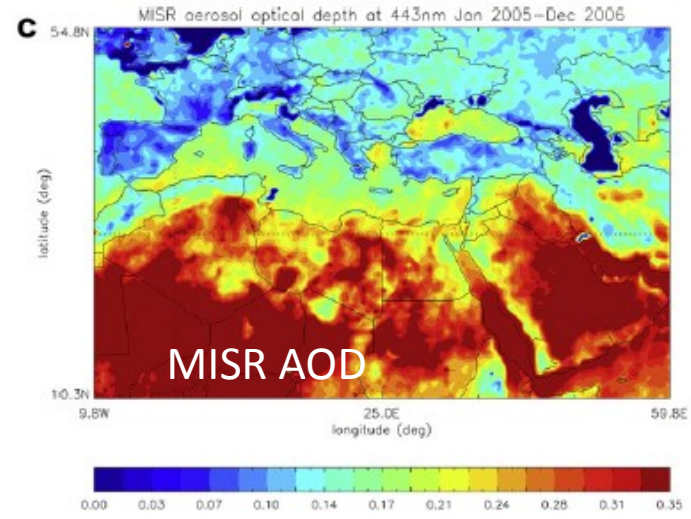 MISR aerosol optical depth at 443nm Jan 2005-Dec 2006
c
54.8N
latitude (deg)
MISR AOD
10.3N
9.8W 25.0E 59.8E
longitude (deg)
0.00 0.03 0.07 0.10 0.14 0.17 0.21 0.24 0.28 0.31 0.35